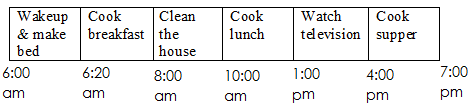 Wakeup Cook Clean Cook Watch Cook
& make breakfast the lunch television supper
bed house
6:00 6:20 8:00 10:00 1:00 4:00 7:00
am am am am pm pm pm